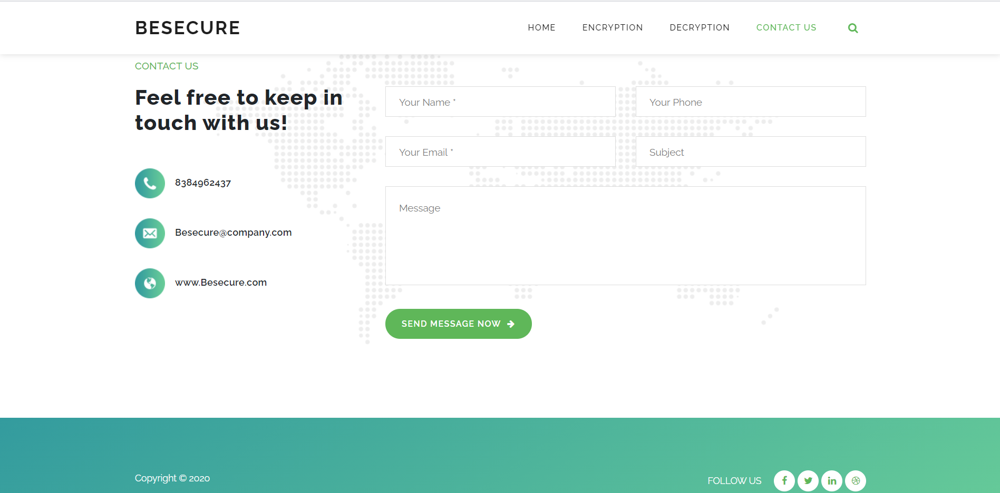 BESECURE
HOME
ENCRYPTION
DECRYPTION
CONTACT US
CONTACT US
Feel free to keep in
touch with us!
8384962437
Besecure@company.com
www.Besecure.com
Your Name *
Your Phone
Your Email *
Subject
Message
SEND MESSAGE NOW
Copyright © 2020
FOLLOW US